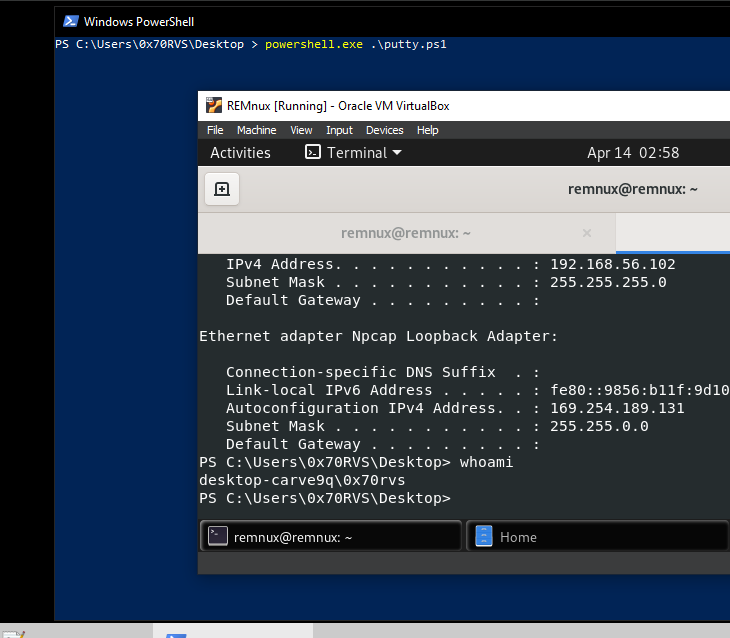 Windows PowerShell
PS C:\Users\0x70RVS\Desktop > powershell.exe .\putty.ps1
REMnux [Running] - Oracle VM VirtualBox
File Machine View Input Devices Help
Activities Terminal Apr 14 02:58
remnux@remnux: ~
remnux@remnux: ~ ×
IPv4 Address. . . . . . . . . . . : 192.168.56.102
Subnet Mask . . . . . . . . . . . : 255.255.255.0
Default Gateway . . . . . . . . . :
Ethernet adapter Npcap Loopback Adapter:
Connection-specific DNS Suffix  . :
Link-local IPv6 Address . . . . . : fe80::9856:b11f:9d10
Autoconfiguration IPv4 Address. . : 169.254.189.131
Subnet Mask . . . . . . . . . . . : 255.255.0.0
Default Gateway . . . . . . . . . :
PS C:\Users\0x70RVS\Desktop> whoami
desktop-carve9q\0x70rvs
PS C:\Users\0x70RVS\Desktop>
remnux@remnux: ~ Home